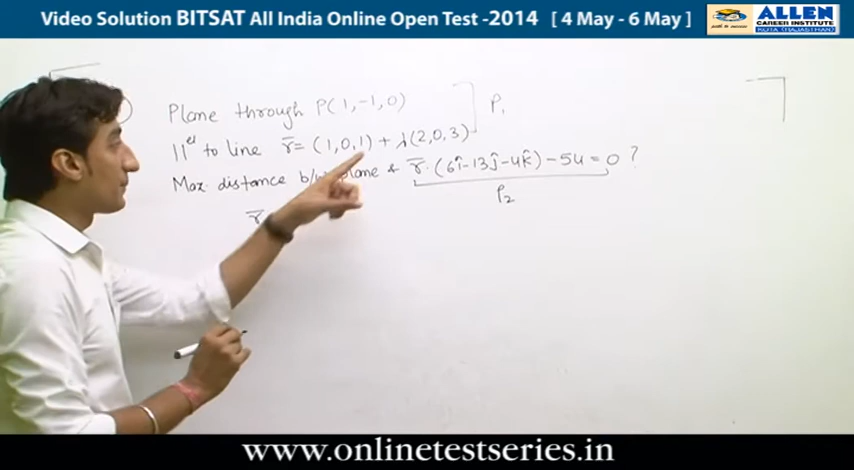 Video Solution BITSAT All India Online Open Test -2014 [ 4 May - 6 May ]
ALLEN
CAREER INSTITUTE
KOTA (RAJASTHAN)
Plane through P(1,-1,0)
P₁
11el to line r̄ = (1,0,1) + λ(2,0,3)
Max. distance b/w plane & r̄.(6î-13ĵ-4k̂) - 54 = 0 ?
P₂
r̄
www.onlinetestseries.in